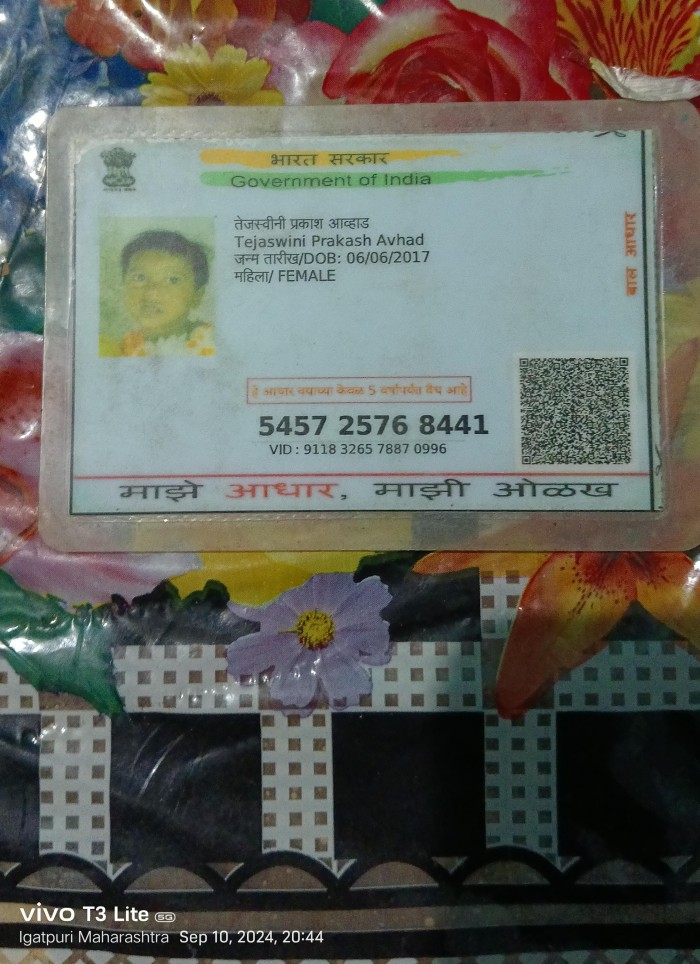 भारत सरकार
Government of India
तेजस्वीनी प्रकाश आव्हाड
Tejaswini Prakash Avhad
जन्म तारीख/DOB: 06/06/2017
महिला/ FEMALE
बाल आधार
हे आधार वयाच्या केवळ 5 वर्षापर्यंत वैध आहे
5457 2576 8441
VID : 9118 3265 7887 0996
माझे आधार, माझी ओळख
vivo T3 Lite 5G
Igatpuri Maharashtra Sep 10, 2024, 20:44